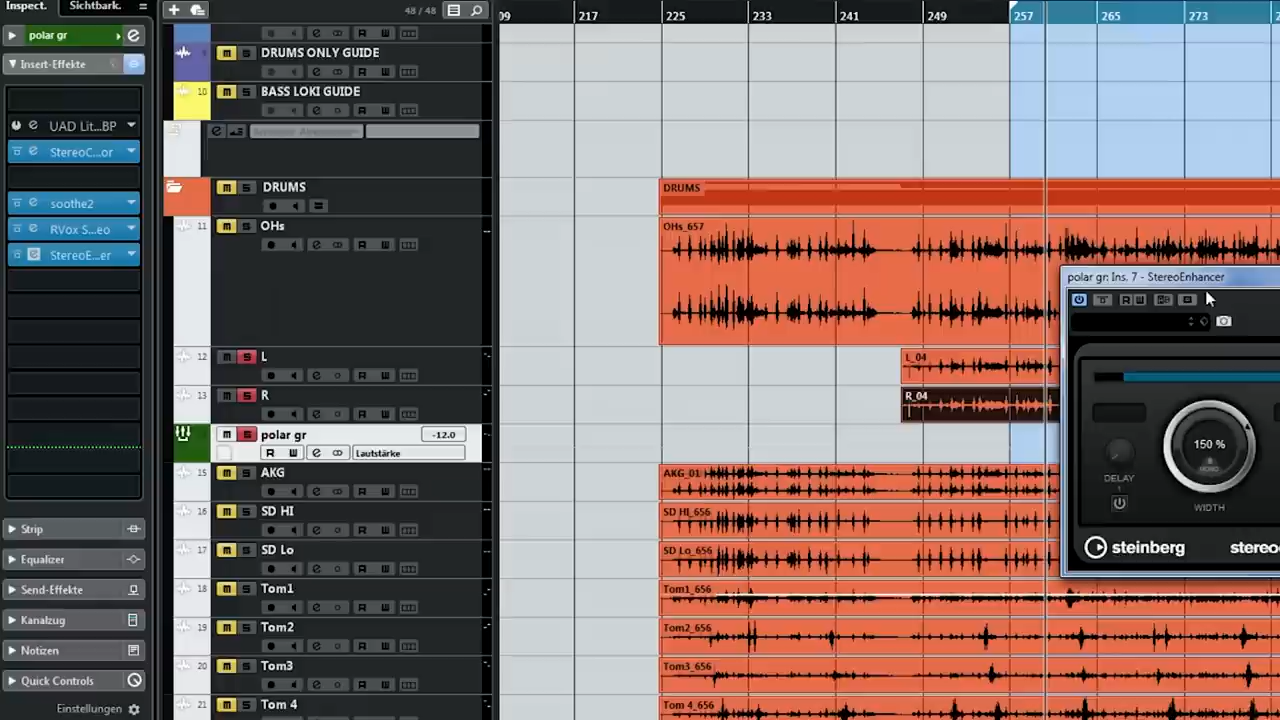 Inspect.
Sichtbark.
48 / 48
09
217
225
233
241
249
257
265
273
polar gr
Insert-Effekte
UAD Lit...BP
StereoC...or
soothe2
RVox S...eo
StereoE...er
Strip
Equalizer
Send-Effekte
Kanalzug
Notizen
Quick Controls
Einstellungen
DRUMS ONLY GUIDE
10
BASS LOKI GUIDE
DRUMS
11
OHs
12
L
13
R
polar gr
-12.0
Lautstärke
15
AKG
16
SD HI
17
SD Lo
18
Tom1
19
Tom2
20
Tom3
21
Tom 4
DRUMS
OHs_657
L_04
R_04
AKG_01
SD HI_656
SD Lo_656
Tom1_656
Tom2_656
Tom3_656
Tom 4_656
polar gr: Ins. 7 - StereoEnhancer
150 %
MONO
DELAY
WIDTH
steinberg
stereo